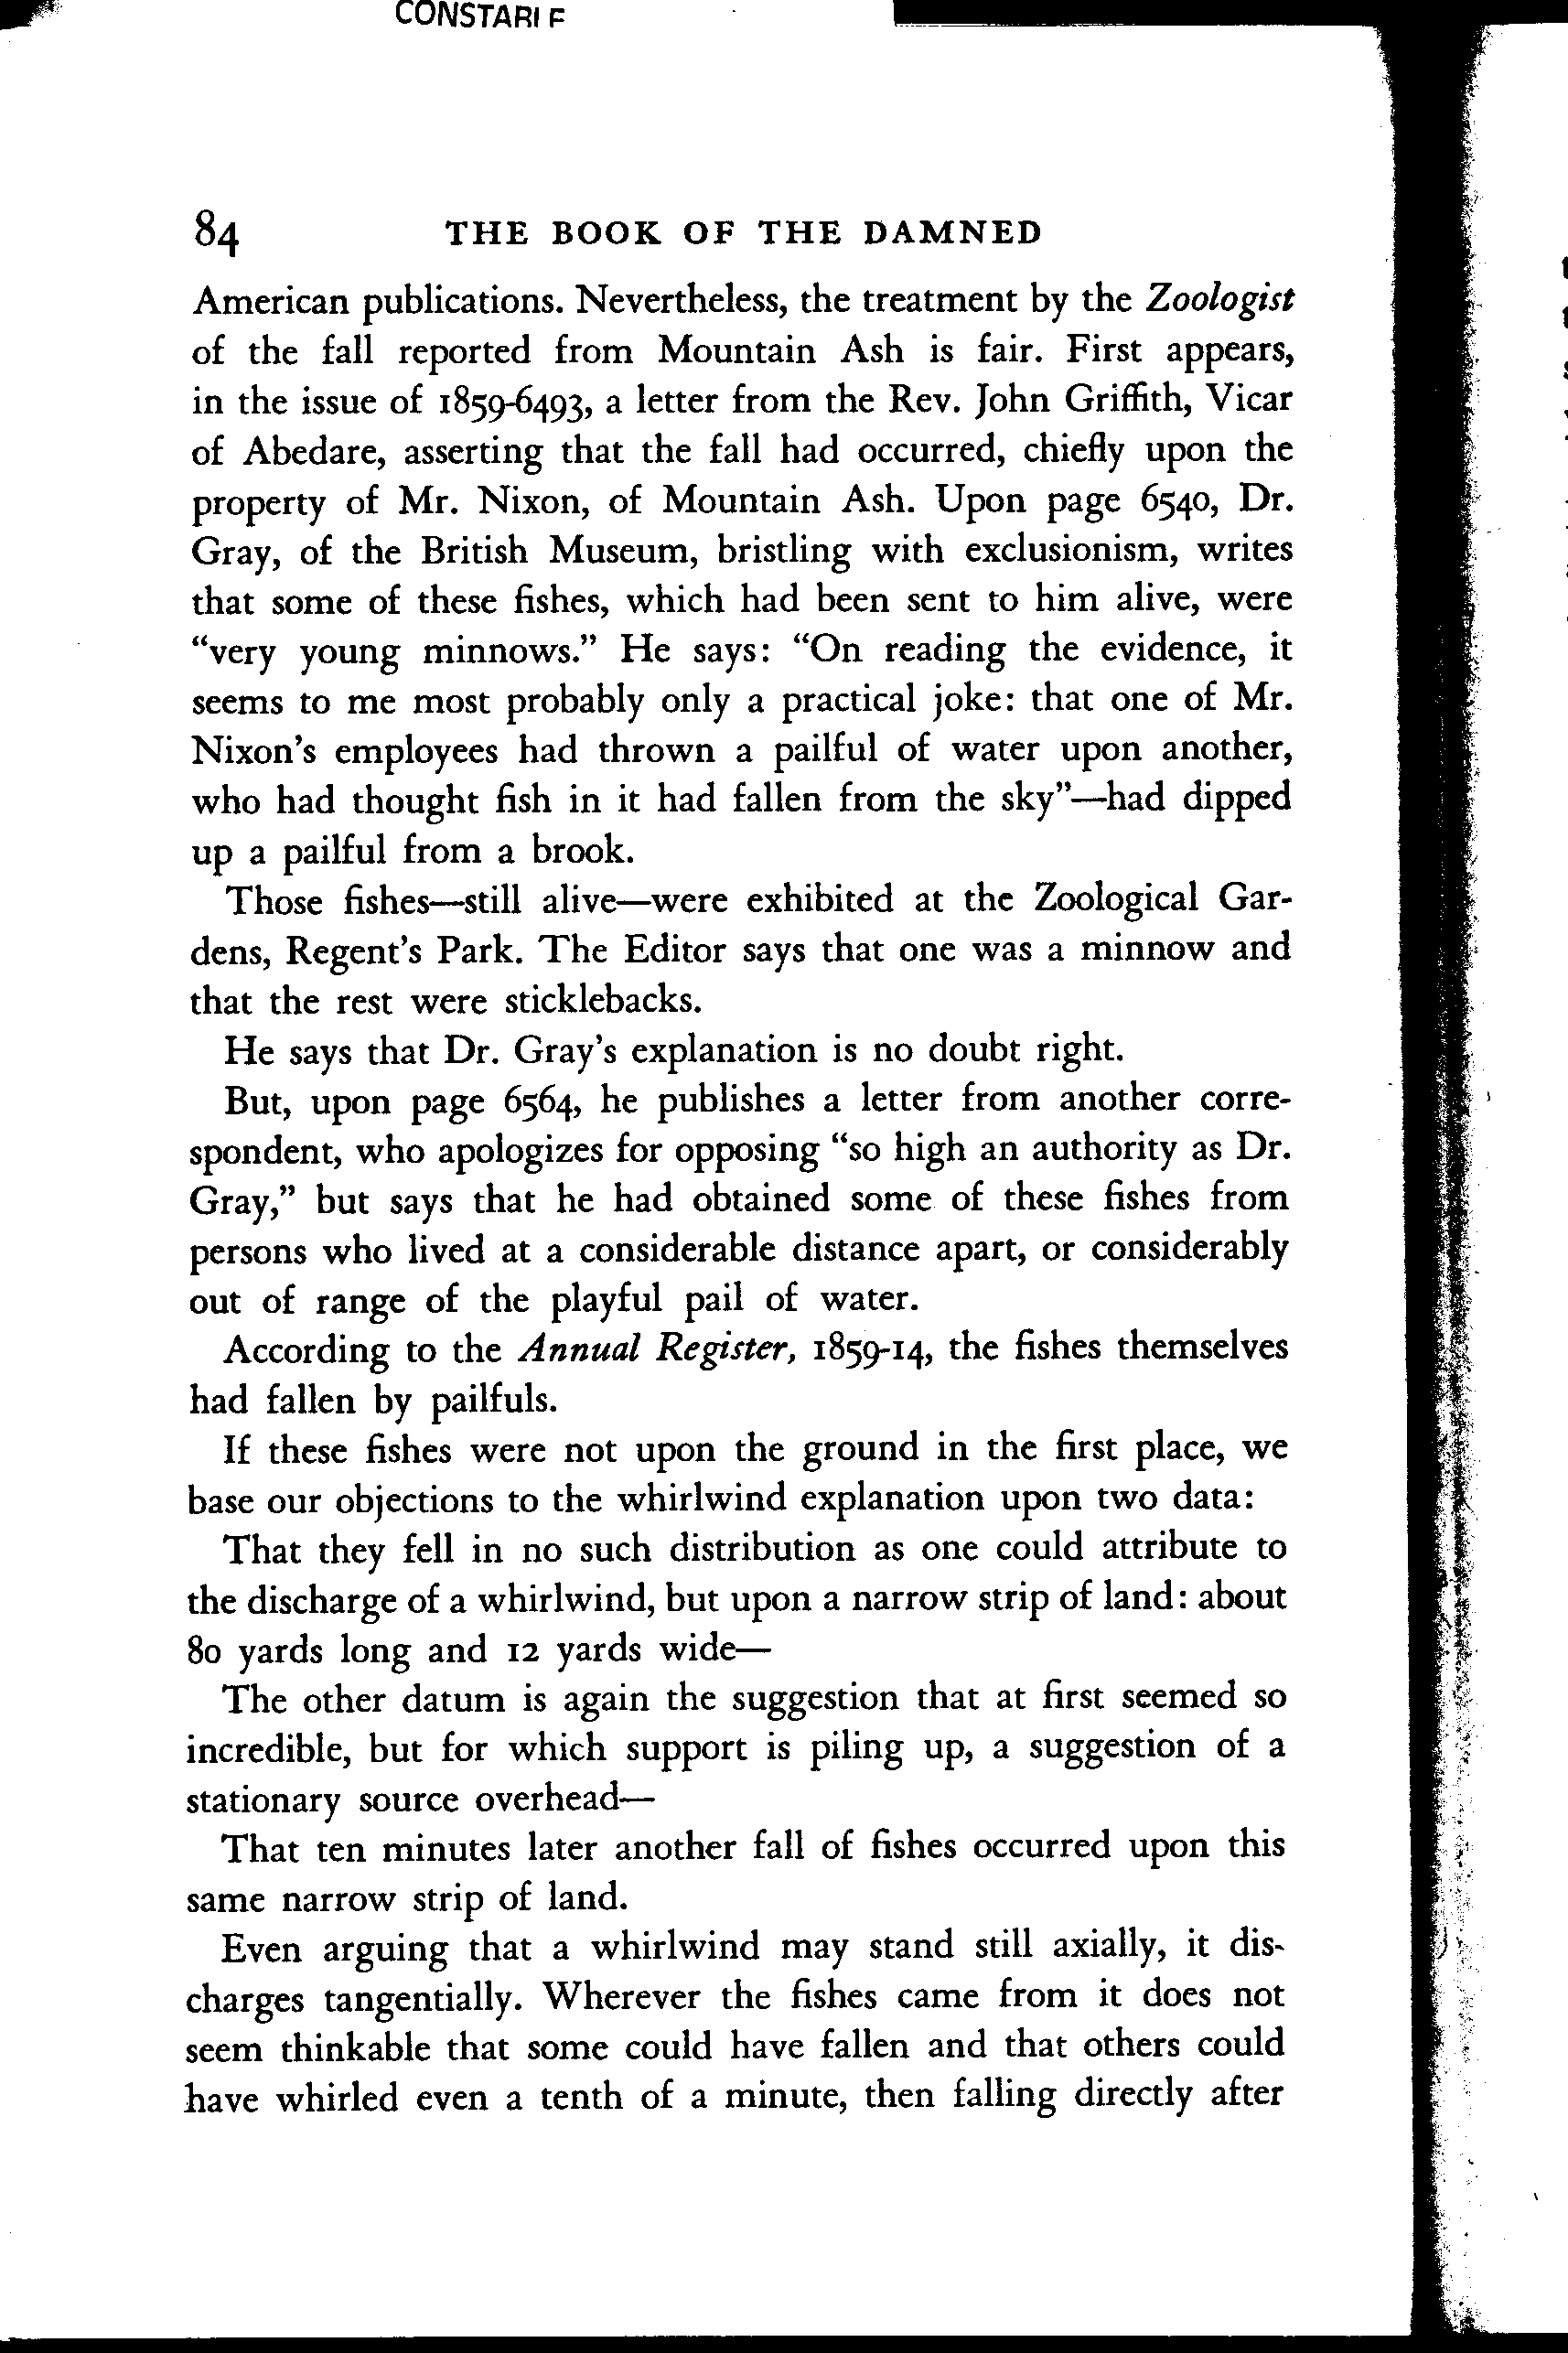 84 THE BOOK OF THE DAMNED
American publications. Nevertheless, the treatment by the Zoologist
of the fall reported from Mountain Ash is fair. First appears,
in the issue of 1859-6493, a letter from the Rev. John Griffith, Vicar
of Abedare, asserting that the fall had occurred, chiefly upon the
property of Mr. Nixon, of Mountain Ash. Upon page 6540, Dr.
Gray, of the British Museum, bristling with exclusionism, writes
that some of these fishes, which had been sent to him alive, were
“very young minnows.” He says: “On reading the evidence, it
seems to me most probably only a practical joke: that one of Mr.
Nixon’s employees had thrown a pailful of water upon another,
who had thought fish in it had fallen from the sky”—had dipped
up a pailful from a brook.
Those fishes—still alive—were exhibited at the Zoological Gar-
dens, Regent’s Park. The Editor says that one was a minnow and
that the rest were sticklebacks.
He says that Dr. Gray’s explanation is no doubt right.
But, upon page 6564, he publishes a letter from another corre-
spondent, who apologizes for opposing “so high an authority as Dr.
Gray,” but says that he had obtained some of these fishes from
persons who lived at a considerable distance apart, or considerably
out of range of the playful pail of water.
According to the Annual Register, 1859-14, the fishes themselves
had fallen by pailfuls.
If these fishes were not upon the ground in the first place, we
base our objections to the whirlwind explanation upon two data:
That they fell in no such distribution as one could attribute to
the discharge of a whirlwind, but upon a narrow strip of land: about
80 yards long and 12 yards wide—
The other datum is again the suggestion that at first seemed so
incredible, but for which support is piling up, a suggestion of a
stationary source overhead—
That ten minutes later another fall of fishes occurred upon this
same narrow strip of land.
Even arguing that a whirlwind may stand still axially, it dis-
charges tangentially. Wherever the fishes came from it does not
seem thinkable that some could have fallen and that others could
have whirled even a tenth of a minute, then falling directly after